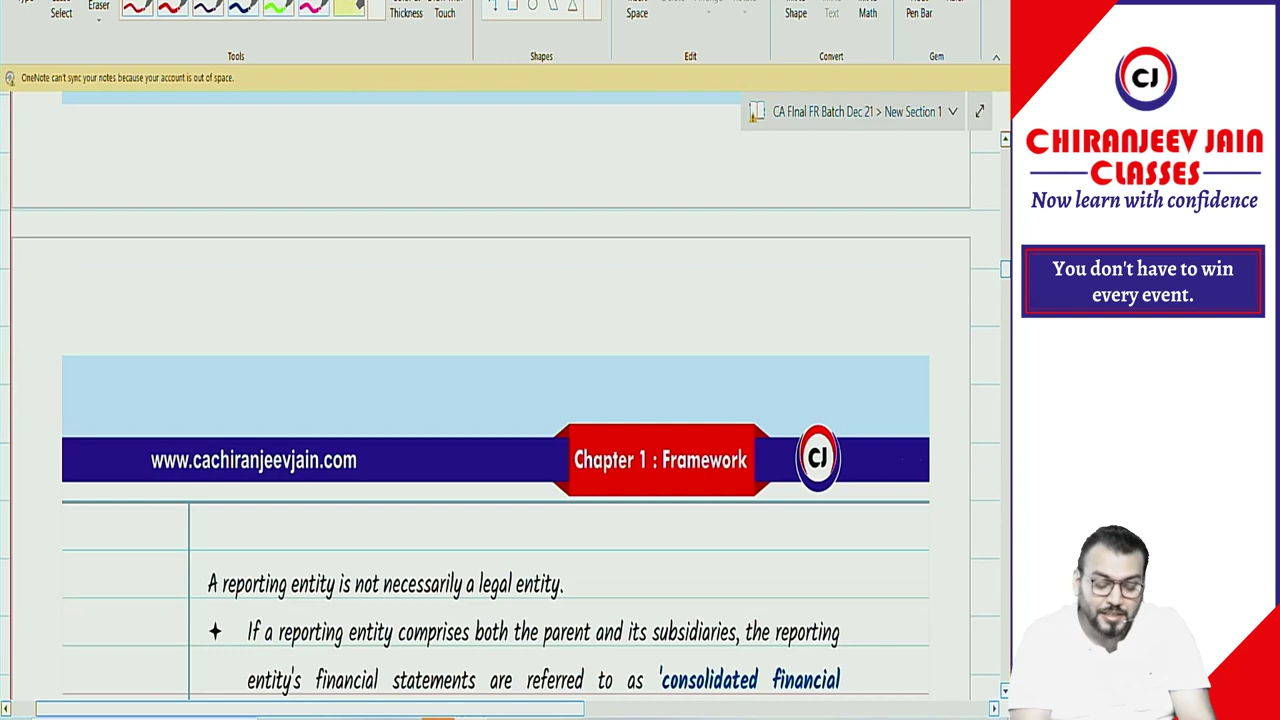 Select
Eraser
Thickness
Touch
Space
Shape
Text
Math
Pen Bar
Tools
Shapes
Edit
Convert
Gem
OneNote can't sync your notes because your account is out of space.
CA FInal FR Batch Dec 21 > New Section 1
www.cachiranjeevjain.com
Chapter 1 : Framework
CJ
A reporting entity is not necessarily a legal entity.
✦ If a reporting entity comprises both the parent and its subsidiaries, the reporting
entity's financial statements are referred to as 'consolidated financial
CJ
CHIRANJEEV JAIN
CLASSES
Now learn with confidence
You don't have to win
every event.